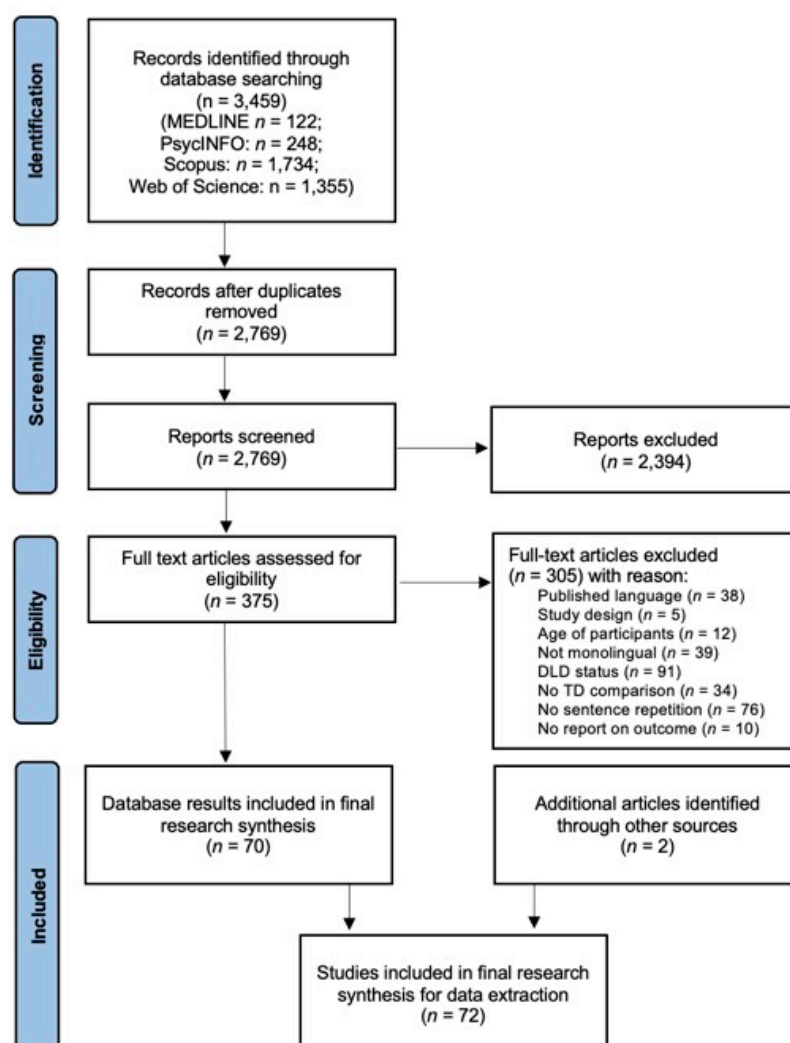 Identification
Records identified through
database searching
(n = 3,459)
(MEDLINE n = 122;
PsycINFO: n = 248;
Scopus: n = 1,734;
Web of Science: n = 1,355)
Screening
Records after duplicates
removed
(n = 2,769)
Reports screened
(n = 2,769)
Reports excluded
(n = 2,394)
Eligibility
Full text articles assessed for
eligibility
(n = 375)
Full-text articles excluded
(n = 305) with reason:
Published language (n = 38)
Study design (n = 5)
Age of participants (n = 12)
Not monolingual (n = 39)
DLD status (n = 91)
No TD comparison (n = 34)
No sentence repetition (n = 76)
No report on outcome (n = 10)
Included
Database results included in final
research synthesis
(n = 70)
Additional articles identified
through other sources
(n = 2)
Studies included in final research
synthesis for data extraction
(n = 72)